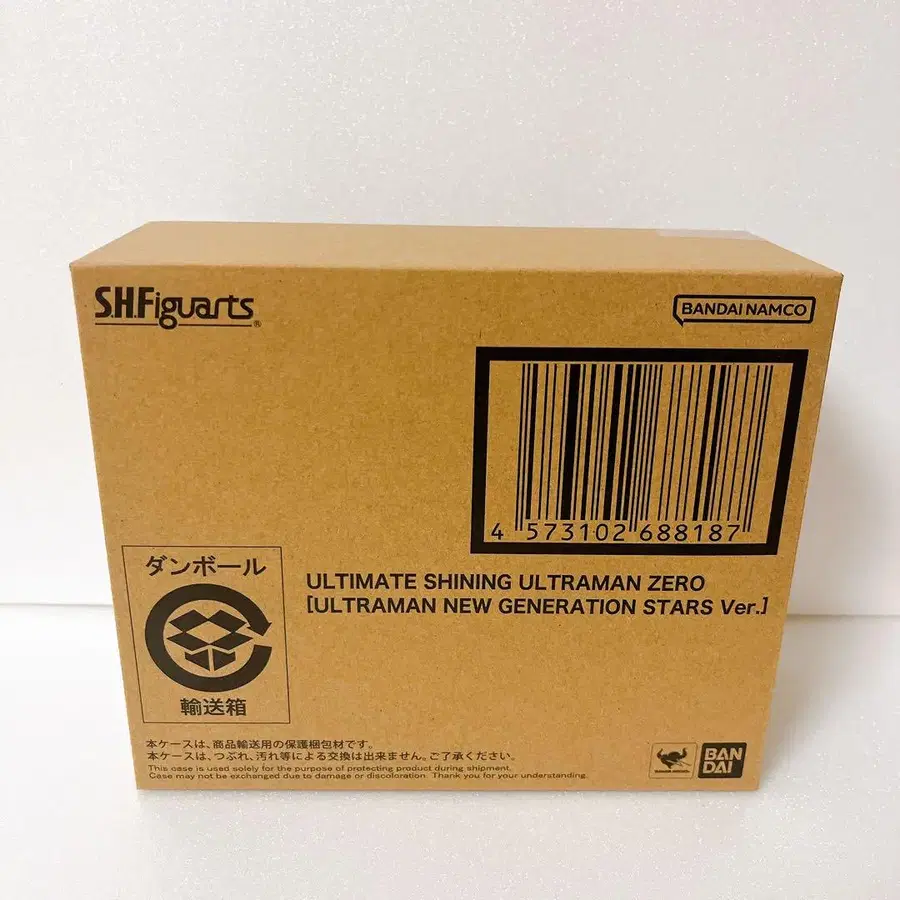 S.H.Figuarts®
BANDAI NAMCO
4 573102 688187
ダンボール
輸送箱
ULTIMATE SHINING ULTRAMAN ZERO
[ULTRAMAN NEW GENERATION STARS Ver.]
本ケースは、商品輸送用の保護梱包材です。
本ケースは、つぶれ、汚れ等による交換は出来ません。ご了承ください。
This case is used solely for the purpose of protecting product during shipment.
Case may not be exchanged due to damage or discoloration. Thank you for your understanding.
BAN
DAI